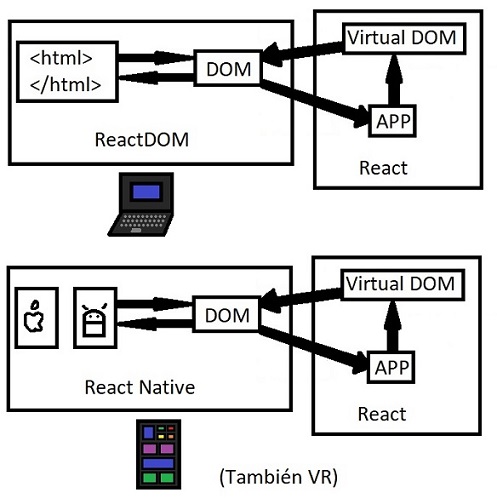 <html>
</html>
DOM
Virtual DOM
APP
ReactDOM
React
DOM
Virtual DOM
APP
React Native
React
(También VR)